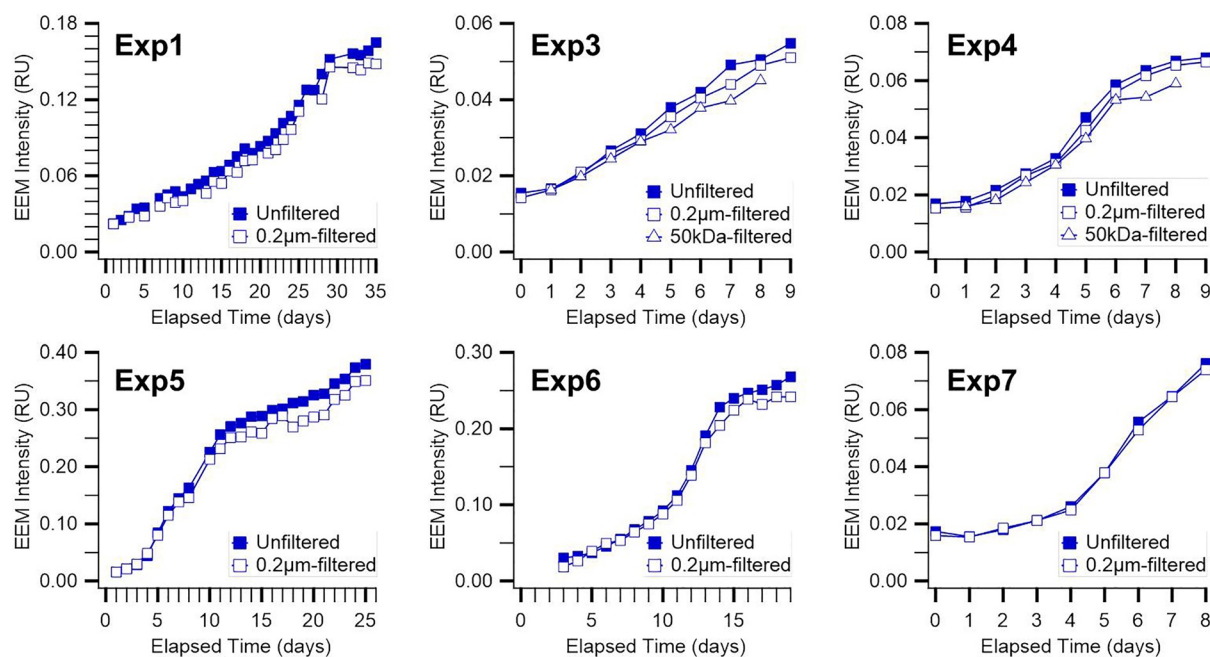 Exp1
EEM Intensity (RU)
0.18
0.12
0.06
0.00
Unfiltered
0.2µm-filtered
0 5 10 15 20 25 30 35
Elapsed Time (days)
Exp3
EEM Intensity (RU)
0.06
0.04
0.02
0.00
Unfiltered
0.2µm-filtered
50kDa-filtered
0 1 2 3 4 5 6 7 8 9
Elapsed Time (days)
Exp4
EEM Intensity (RU)
0.08
0.06
0.04
0.02
0.00
Unfiltered
0.2µm-filtered
50kDa-filtered
0 1 2 3 4 5 6 7 8 9
Elapsed Time (days)
Exp5
EEM Intensity (RU)
0.40
0.30
0.20
0.10
0.00
Unfiltered
0.2µm-filtered
0 5 10 15 20 25
Elapsed Time (days)
Exp6
EEM Intensity (RU)
0.30
0.20
0.10
0.00
Unfiltered
0.2µm-filtered
0 5 10 15
Elapsed Time (days)
Exp7
EEM Intensity (RU)
0.08
0.06
0.04
0.02
0.00
Unfiltered
0.2µm-filtered
0 1 2 3 4 5 6 7 8
Elapsed Time (days)